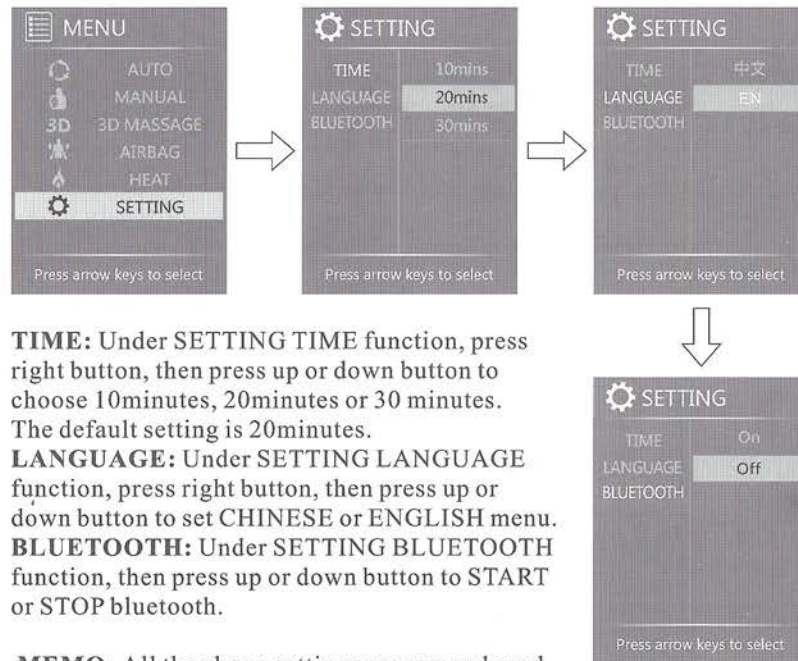 MENU
AUTO
MANUAL
3D 3D MASSAGE
AIRBAG
HEAT
SETTING
Press arrow keys to select
SETTING
TIME 10mins
LANGUAGE 20mins
BLUETOOTH 30mins
Press arrow keys to select
SETTING
TIME 中文
LANGUAGE EN
BLUETOOTH
Press arrow keys to select
TIME: Under SETTING TIME function, press
right button, then press up or down button to
choose 10minutes, 20minutes or 30 minutes.
The default setting is 20minutes.
LANGUAGE: Under SETTING LANGUAGE
function, press right button, then press up or
down button to set CHINESE or ENGLISH menu.
BLUETOOTH: Under SETTING BLUETOOTH
function, then press up or down button to START
or STOP bluetooth.
SETTING
TIME On
LANGUAGE Off
BLUETOOTH
Press arrow keys to select
MEMO: All the above